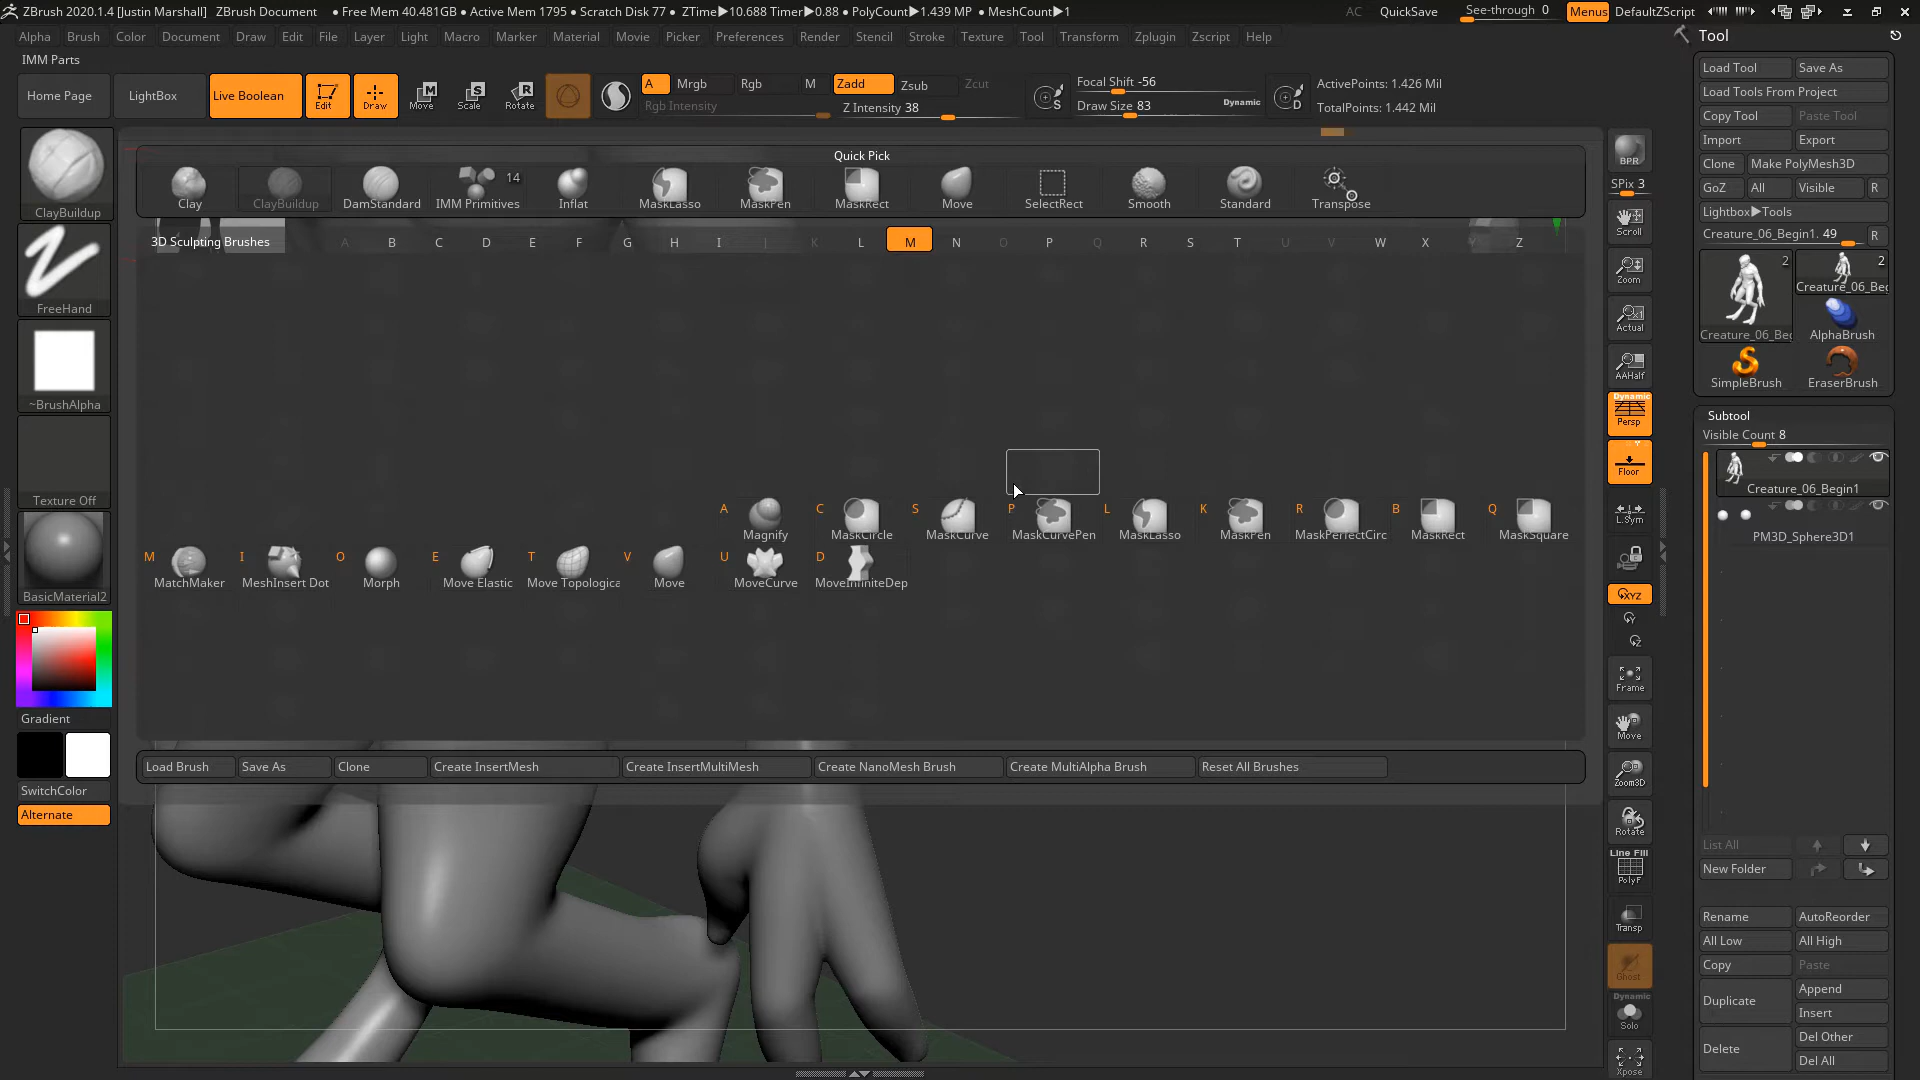 ZBrush 2020.1.4 [Justin Marshall] ZBrush Document • Free Mem 40.481GB • Active Mem 1795 • Scratch Disk 77 • ZTime▶10.688 Timer▶0.88 • PolyCount▶1.439 MP • MeshCount▶1 AC QuickSave See-through 0 Menus DefaultZScript
Alpha Brush Color Document Draw Edit File Layer Light Macro Marker Material Movie Picker Preferences Render Stencil Stroke Texture Tool Transform Zplugin Zscript Help
IMM Parts
Home Page LightBox Live Boolean Edit Draw Move Scale Rotate
A Mrgb Rgb M Zadd Zsub Zcut
Rgb Intensity Z Intensity 38
S Focal Shift -56
Draw Size 83 Dynamic D
ActivePoints: 1.426 Mil
TotalPoints: 1.442 Mil
Quick Pick
14
Clay ClayBuildup DamStandard IMM Primitives Inflat MaskLasso MaskPen MaskRect Move SelectRect Smooth Standard Transpose
3D Sculpting Brushes A B C D E F G H I J K L M N O P Q R S T U V W X Y Z
A Magnify C MaskCircle S MaskCurve P MaskCurvePen L MaskLasso K MaskPen R MaskPerfectCirc B MaskRect Q MaskSquare
M MatchMaker I MeshInsert Dot O Morph E Move Elastic T Move Topologica V Move U MoveCurve D MoveInfiniteDep
Load Brush Save As Clone Create InsertMesh Create InsertMultiMesh Create NanoMesh Brush Create MultiAlpha Brush Reset All Brushes
ClayBuildup
FreeHand
~BrushAlpha
Texture Off
BasicMaterial2
Gradient
SwitchColor
Alternate
BPR
SPix 3
Scroll
Zoom
Actual
AAHalf
Dynamic
Persp
Floor
L.Sym
XYZ
Y
Z
Frame
Move
Zoom3D
Rotate
Line Fill
PolyF
Transp
Ghost
Dynamic
Solo
Xpose
Tool
Load Tool Save As
Load Tools From Project
Copy Tool Paste Tool
Import Export
Clone Make PolyMesh3D
GoZ All Visible R
Lightbox▶Tools
Creature_06_Begin1. 49 R
2 2
Creature_06_Beg
Creature_06_Beg AlphaBrush
SimpleBrush EraserBrush
Subtool
Visible Count 8
Creature_06_Begin1
PM3D_Sphere3D1
List All
New Folder
Rename AutoReorder
All Low All High
Copy Paste
Duplicate Append
Insert
Delete Del Other
Del All